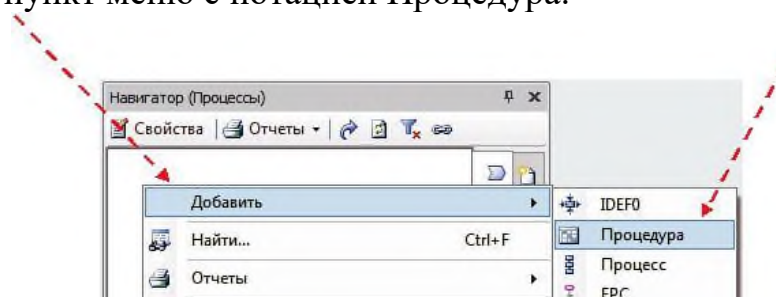 пункт меню с нотацией Процедура.
Навигатор (Процессы)
Свойства Отчеты
Добавить
IDEF0
Найти... Ctrl+F
Процедура
Процесс
Отчеты
EPC